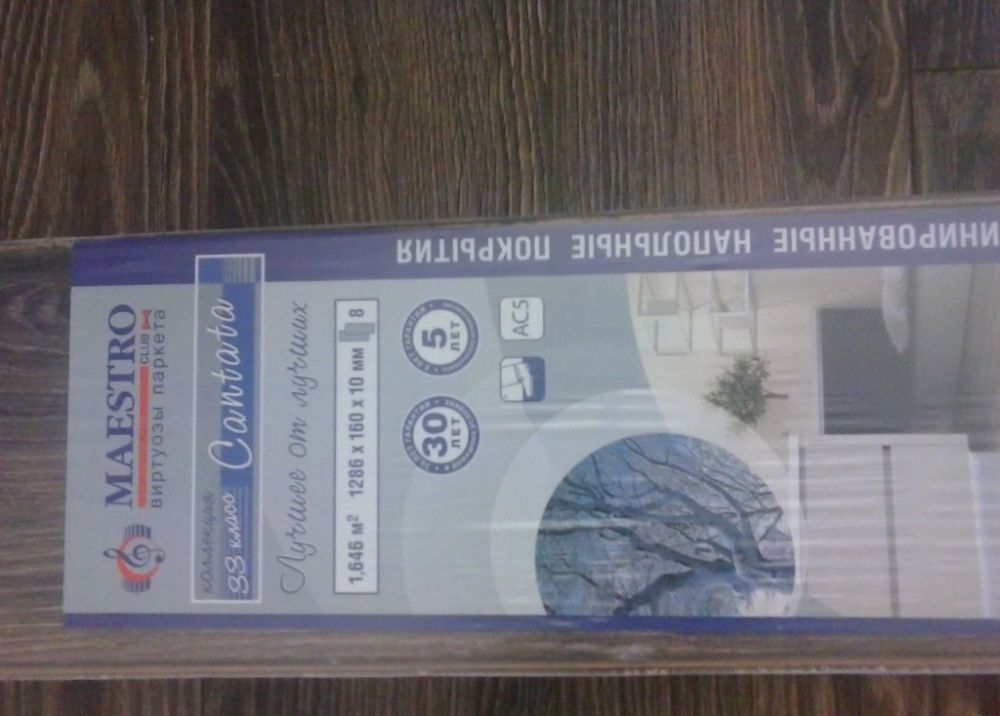 MAESTRO
CLUB
виртуозы паркета
коллекция
33 класс
Cantata
Лучшее от лучших
1,646 м² 1286 x 160 x 10 мм 8
30
ЛЕТ
5
ЛЕТ
AC5
ИНИРОВАННЫЕ НАПОЛЬНЫЕ ПОКРЫТИЯ